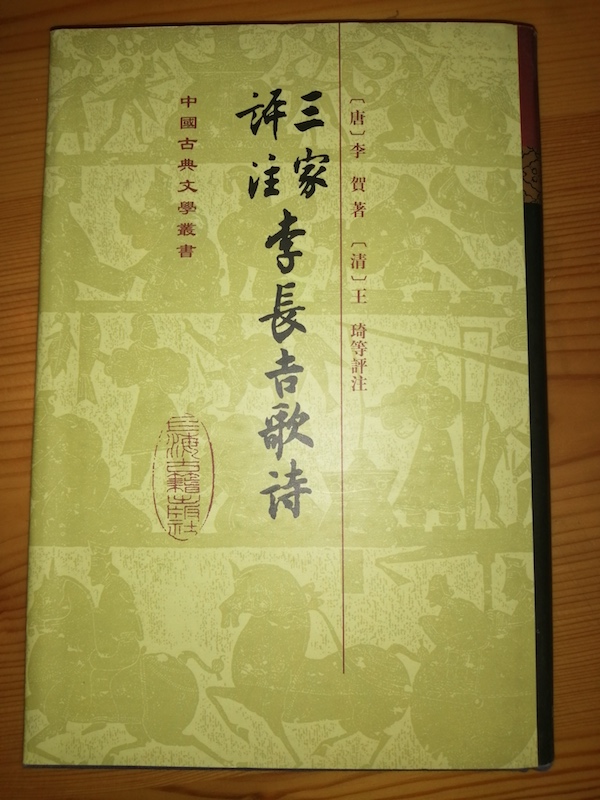 〔唐〕李 賀 著 〔清〕王 琦等評注
三家
評注
李長吉歌詩
中國古典文學叢書
上海古籍出版社